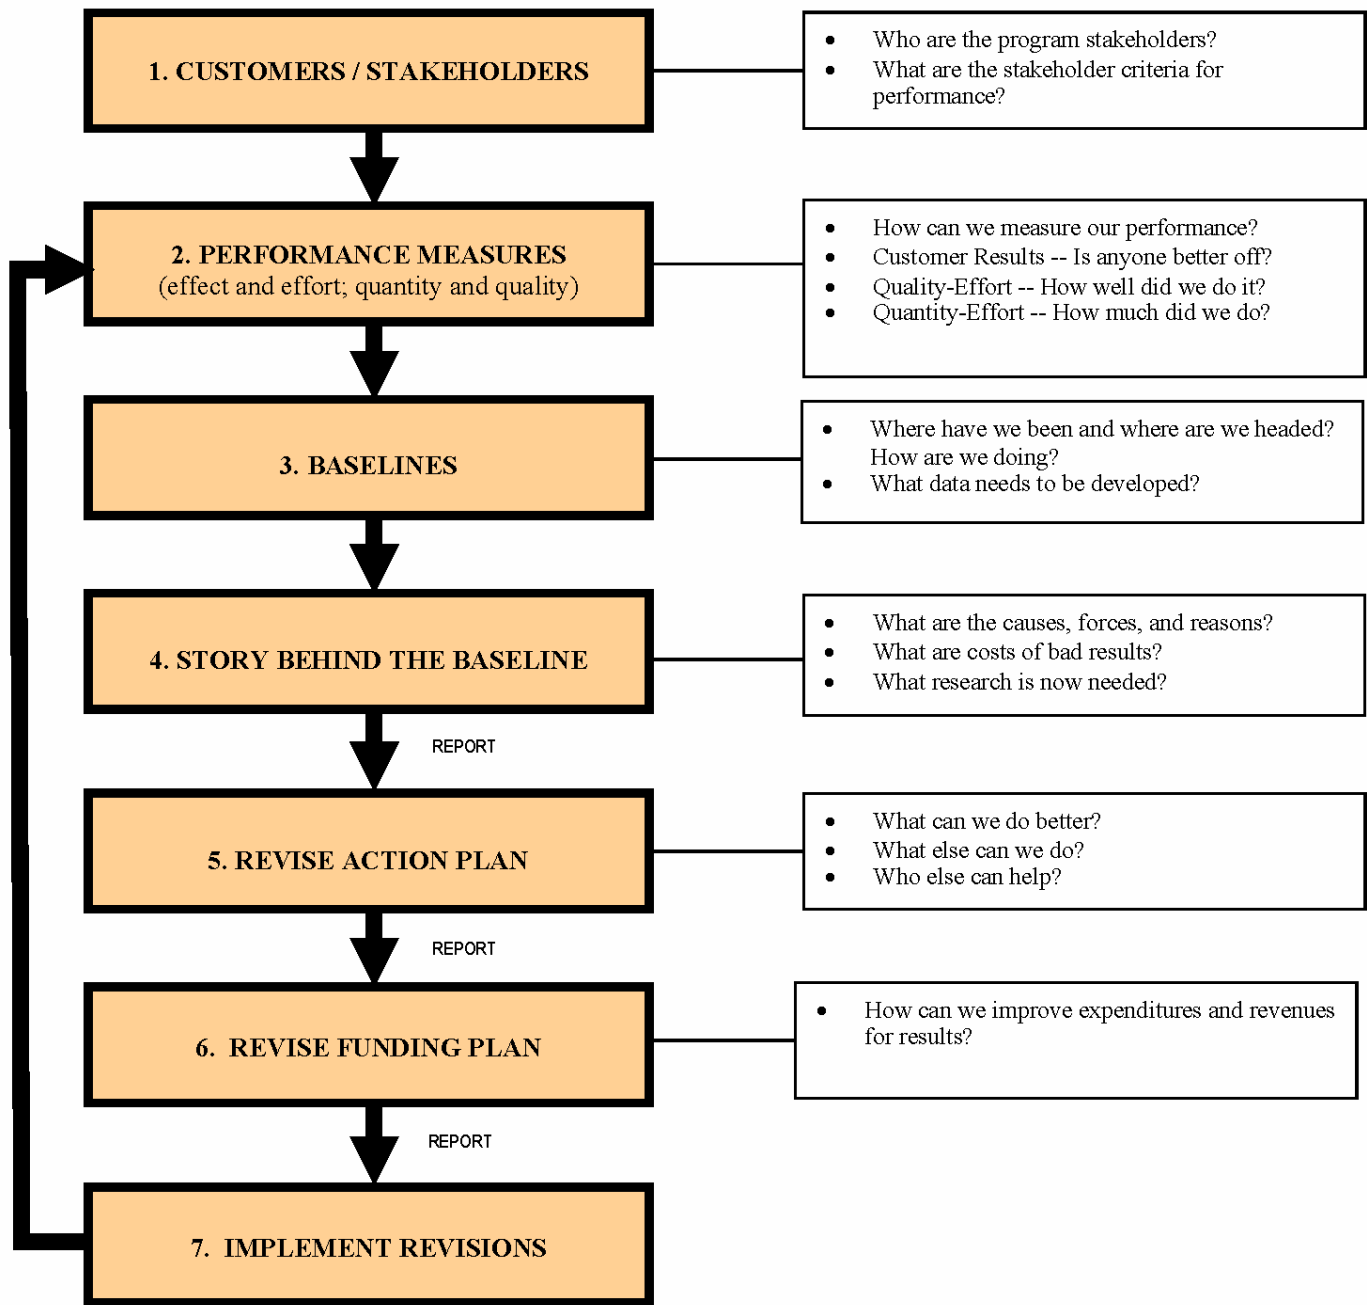 1. CUSTOMERS / STAKEHOLDERS
• Who are the program stakeholders?
• What are the stakeholder criteria for
performance?
2. PERFORMANCE MEASURES
(effect and effort; quantity and quality)
• How can we measure our performance?
• Customer Results -- Is anyone better off?
• Quality-Effort -- How well did we do it?
• Quantity-Effort -- How much did we do?
3. BASELINES
• Where have we been and where are we headed?
How are we doing?
• What data needs to be developed?
4. STORY BEHIND THE BASELINE
• What are the causes, forces, and reasons?
• What are costs of bad results?
• What research is now needed?
REPORT
5. REVISE ACTION PLAN
• What can we do better?
• What else can we do?
• Who else can help?
REPORT
6. REVISE FUNDING PLAN
• How can we improve expenditures and revenues
for results?
REPORT
7. IMPLEMENT REVISIONS